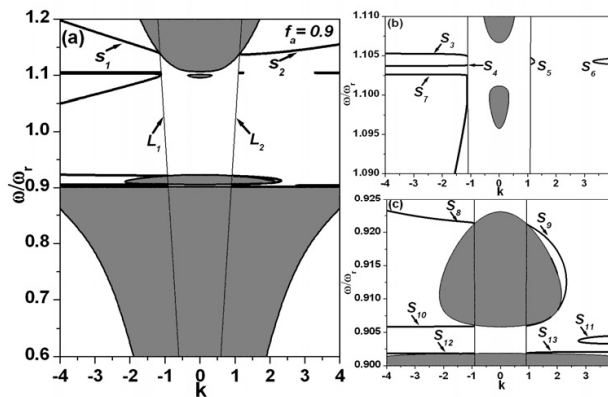 (a)
f_a = 0.9
S_1
S_2
L_1
L_2
ω/ω_r
1.2
1.1
1.0
0.9
0.8
0.7
0.6
-4 -3 -2 -1 0 1 2 3 4
k
(b)
S_3
S_4
S_5
S_6
S_7
ω/ω_r
1.110
1.105
1.100
1.095
1.090
-4 -3 -2 -1 0 1 2 3
k
(c)
S_8
S_9
S_10
S_11
S_12
S_13
ω/ω_r
0.925
0.920
0.915
0.910
0.905
0.900
-4 -3 -2 -1 0 1 2 3
k